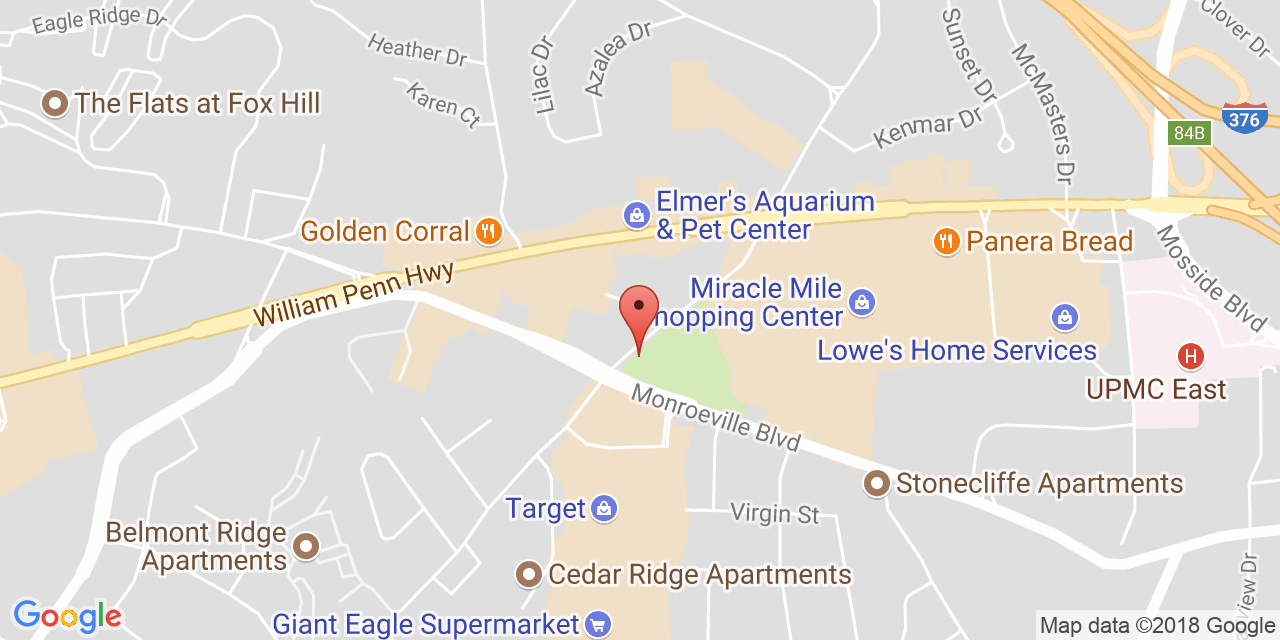 Eagle Ridge Dr
Heather Dr
Lilac Dr
Azalea Dr
Sunset Dr
McMasters Dr
Clover Dr
The Flats at Fox Hill
Karen Ct
Kenmar Dr
376
84B
Elmer's Aquarium
& Pet Center
Golden Corral
Panera Bread
Mosside Blvd
William Penn Hwy
Miracle Mile
hopping Center
Lowe's Home Services
H
UPMC East
Monroeville Blvd
Stonecliffe Apartments
Target
Virgin St
Belmont Ridge
Apartments
Cedar Ridge Apartments
view Dr
Google
Giant Eagle Supermarket
Map data ©2018 Google